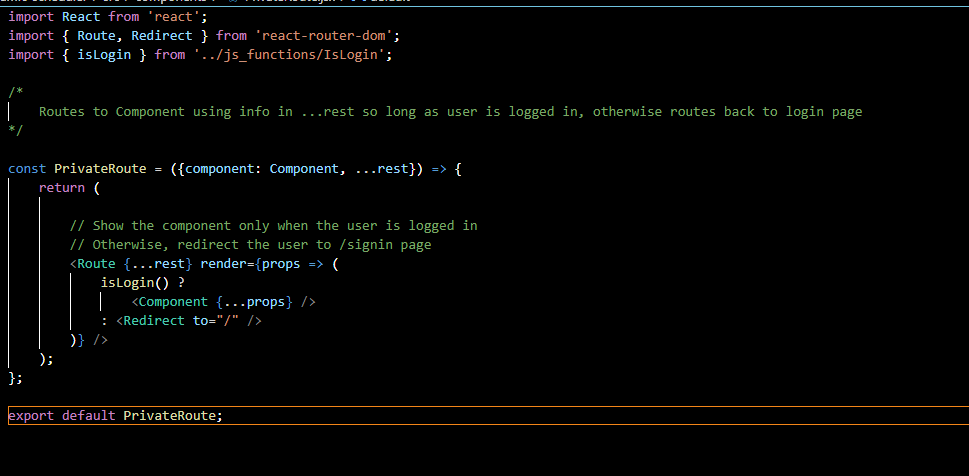 import React from 'react';
import { Route, Redirect } from 'react-router-dom';
import { isLogin } from '../js_functions/IsLogin';
/*
    Routes to Component using info in ...rest so long as user is logged in, otherwise routes back to login page
*/
const PrivateRoute = ({component: Component, ...rest}) => {
    return (
        // Show the component only when the user is logged in
        // Otherwise, redirect the user to /signin page
        <Route {...rest} render={props => (
            isLogin() ?
                <Component {...props} />
            : <Redirect to="/" />
        )} />
    );
};
export default PrivateRoute;